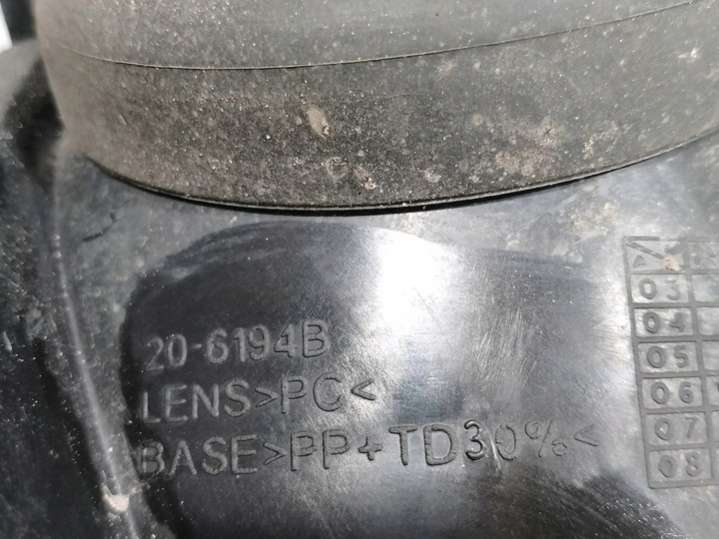 20-6194B
LENS>PC<
BASE>PP+TD30%<
03
04
05
06
07
08